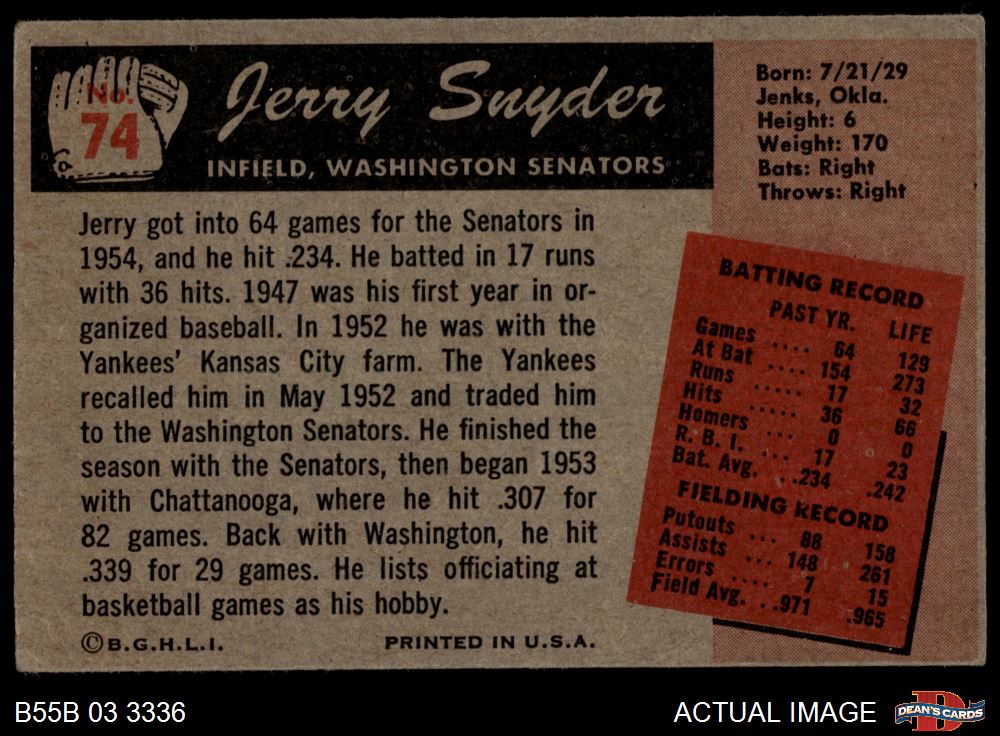 No.
74
Jerry Snyder
INFIELD, WASHINGTON SENATORS
Born: 7/21/29
Jenks, Okla.
Height: 6
Weight: 170
Bats: Right
Throws: Right
Jerry got into 64 games for the Senators in
1954, and he hit .234. He batted in 17 runs
with 36 hits. 1947 was his first year in or-
ganized baseball. In 1952 he was with the
Yankees' Kansas City farm. The Yankees
recalled him in May 1952 and traded him
to the Washington Senators. He finished the
season with the Senators, then began 1953
with Chattanooga, where he hit .307 for
82 games. Back with Washington, he hit
.339 for 29 games. He lists officiating at
basketball games as his hobby.
©B.G.H.L.I. PRINTED IN U.S.A.
BATTING RECORD
PAST YR. LIFE
Games .... 64 129
At Bat .... 154 273
Runs ..... 17 32
Hits ..... 36 66
Homers ... 0 0
R. B. I. ... 17 23
Bat. Avg. .234 .242
FIELDING RECORD
Putouts ... 88 158
Assists ... 148 261
Errors .... 7 15
Field Avg. . .971 .965
B55B 03 3336
ACTUAL IMAGE
D
DEAN'S CARDS